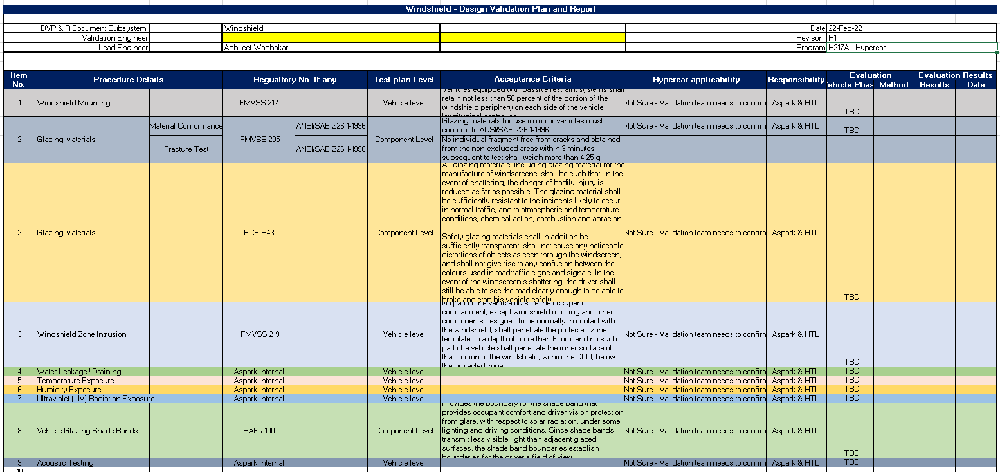 Windshield - Design Validation Plan and Report
DVP & R Document Subsystem: Windshield Date 22-Feb-22
Validation Engineer Revison R1
Lead Engineer Abhijeet Wadhokar Program H217A - Hypercar
Item No. Procedure Details Regualtory No. If any Test plan Level Acceptance Criteria Hypercar applicability Responsibility Evaluation Evaluation Results
ehicle Phas Method Results Date
1 Windshield Mounting FMVSS 212 Vehicle level
Vehicles equipped with passive restraint systems shall
retain not less than 50 percent of the portion of the
windshield periphery on each side of the vehicle
longitudinal centreline
Not Sure - Validation team needs to confirm Aspark & HTL TBD
2 Glazing Materials Material Conformance FMVSS 205 ANSI/SAE Z26.1-1996 Component Level
Glazing materials for use in motor vehicles must
conform to ANSI/SAE Z26.1-1996
Not Sure - Validation team needs to confirm Aspark & HTL TBD
Fracture Test ANSI/SAE Z26.1-1996
No individual fragment free from cracks and obtained
from the non-excluded areas within 3 minutes
subsequent to test shall weigh more than 4.25 g
2 Glazing Materials ECE R43 Component Level
All glazing materials, including glazing material for the
manufacture of windscreens, shall be such that, in the
event of shattering, the danger of bodily injury is
reduced as far as possible. The glazing material shall
be sufficiently resistant to the incidents likely to occur
in normal traffic, and to atmospheric and temperature
conditions, chemical action, combustion and abrasion.
Safety glazing materials shall in addition be
sufficiently transparent, shall not cause any noticeable
distortions of objects as seen through the windscreen,
and shall not give rise to any confusion between the
colours used in roadtraffic signs and signals. In the
event of the windscreen's shattering, the driver shall
still be able to see the road clearly enough to be able to
brake and stop his vehicle safely.
Not Sure - Validation team needs to confirm Aspark & HTL TBD
3 Windshield Zone Intrusion FMVSS 219 Vehicle level
No part of the vehicle outside the occupant
compartment, except windshield molding and other
components designed to be normally in contact with
the windshield, shall penetrate the protected zone
template, to a depth of more than 6 mm, and no such
part of a vehicle shall penetrate the inner surface of
that portion of the windshield, within the DLO, below
the protected zone
Not Sure - Validation team needs to confirm Aspark & HTL TBD
4 Water Leakage / Draining Aspark Internal Vehicle level Not Sure - Validation team needs to confirm Aspark & HTL TBD
5 Temperature Exposure Aspark Internal Vehicle level Not Sure - Validation team needs to confirm Aspark & HTL TBD
6 Humidity Exposure Aspark Internal Vehicle level Not Sure - Validation team needs to confirm Aspark & HTL TBD
7 Ultraviolet (UV) Radiation Exposure Aspark Internal Vehicle level Not Sure - Validation team needs to confirm Aspark & HTL TBD
8 Vehicle Glazing Shade Bands SAE J100 Component Level
Provides the boundary for the shade band that
provides occupant comfort and driver vision protection
from glare, with respect to solar radiation, under some
lighting and driving conditions. Since shade bands
transmit less visible light than adjacent glazed
surfaces, the shade band boundaries establish
boundaries for the driver's field of view
Not Sure - Validation team needs to confirm Aspark & HTL TBD
9 Acoustic Testing Aspark Internal Vehicle level Not Sure - Validation team needs to confirm Aspark & HTL TBD
10